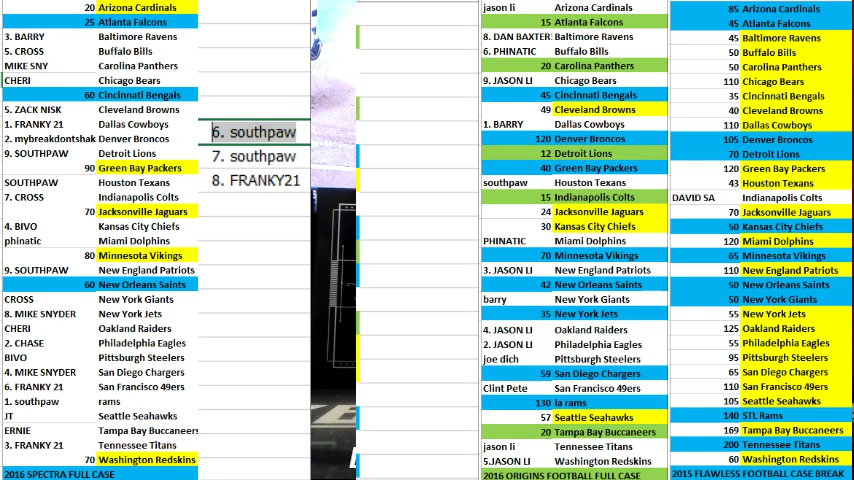 20 Arizona Cardinals
25 Atlanta Falcons
3. BARRY Baltimore Ravens
5. CROSS Buffalo Bills
MIKE SNY Carolina Panthers
CHERI Chicago Bears
60 Cincinnati Bengals
5. ZACK NISK Cleveland Browns
1. FRANKY 21 Dallas Cowboys
2. mybreakdontshak Denver Broncos
9. SOUTHPAW Detroit Lions
90 Green Bay Packers
SOUTHPAW Houston Texans
7. CROSS Indianapolis Colts
70 Jacksonville Jaguars
4. BIVO Kansas City Chiefs
phinatic Miami Dolphins
80 Minnesota Vikings
9. SOUTHPAW New England Patriots
60 New Orleans Saints
CROSS New York Giants
8. MIKE SNYDER New York Jets
CHERI Oakland Raiders
2. CHASE Philadelphia Eagles
BIVO Pittsburgh Steelers
4. MIKE SNYDER San Diego Chargers
6. FRANKY 21 San Francisco 49ers
1. southpaw rams
JT Seattle Seahawks
ERNIE Tampa Bay Buccaneers
3. FRANKY 21 Tennessee Titans
70 Washington Redskins
2016 SPECTRA FULL CASE
6. southpaw
7. southpaw
8. FRANKY21
jason li Arizona Cardinals
15 Atlanta Falcons
8. DAN BAXTER Baltimore Ravens
6. PHINATIC Buffalo Bills
20 Carolina Panthers
9. JASON LI Chicago Bears
45 Cincinnati Bengals
49 Cleveland Browns
1. BARRY Dallas Cowboys
120 Denver Broncos
12 Detroit Lions
40 Green Bay Packers
southpaw Houston Texans
15 Indianapolis Colts
24 Jacksonville Jaguars
30 Kansas City Chiefs
PHINATIC Miami Dolphins
70 Minnesota Vikings
3. JASON LI New England Patriots
42 New Orleans Saints
barry New York Giants
35 New York Jets
4. JASON LI Oakland Raiders
2. JASON LI Philadelphia Eagles
joe dich Pittsburgh Steelers
59 San Diego Chargers
Clint Pete San Francisco 49ers
130 la rams
57 Seattle Seahawks
20 Tampa Bay Buccaneers
jason li Tennessee Titans
5.JASON LI Washington Redskins
2016 ORIGINS FOOTBALL FULL CASE
85 Arizona Cardinals
45 Atlanta Falcons
45 Baltimore Ravens
50 Buffalo Bills
50 Carolina Panthers
110 Chicago Bears
35 Cincinnati Bengals
40 Cleveland Browns
110 Dallas Cowboys
105 Denver Broncos
70 Detroit Lions
120 Green Bay Packers
43 Houston Texans
DAVID SA Indianapolis Colts
70 Jacksonville Jaguars
50 Kansas City Chiefs
120 Miami Dolphins
65 Minnesota Vikings
110 New England Patriots
50 New Orleans Saints
50 New York Giants
55 New York Jets
125 Oakland Raiders
55 Philadelphia Eagles
95 Pittsburgh Steelers
65 San Diego Chargers
110 San Francisco 49ers
105 Seattle Seahawks
140 STL Rams
169 Tampa Bay Buccaneers
200 Tennessee Titans
60 Washington Redskins
2015 FLAWLESS FOOTBALL CASE BREAK